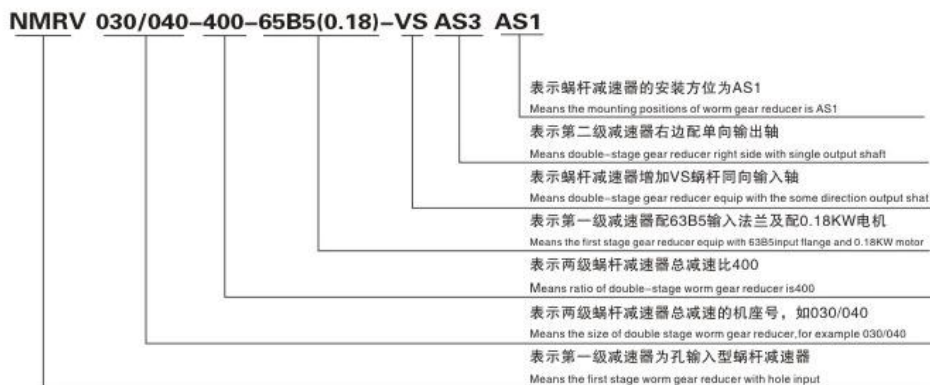 NMRV 030/040-400-65B5(0.18)-VS AS3 AS1
表示蜗杆减速器的安装方位为AS1
Means the mounting positions of worm gear reducer is AS1
表示第二级减速器右边配单向输出轴
Means double-stage gear reducer right side with single output shaft
表示蜗杆减速器增加VS蜗杆同向输入轴
Means double-stage gear reducer equip with the some direction output shat
表示第一级减速器配63B5输入法兰及配0.18KW电机
Means the first stage gear reducer equip with 63B5input flange and 0.18KW motor
表示两级蜗杆减速器总减速比400
Means ratio of double-stage worm gear reducer is400
表示两级蜗杆减速器总减速的机座号，如030/040
Means the size of double stage worm gear reducer,for example 030/040
表示第一级减速器为孔输入型蜗杆减速器
Means the first stage worm gear reducer with hole input